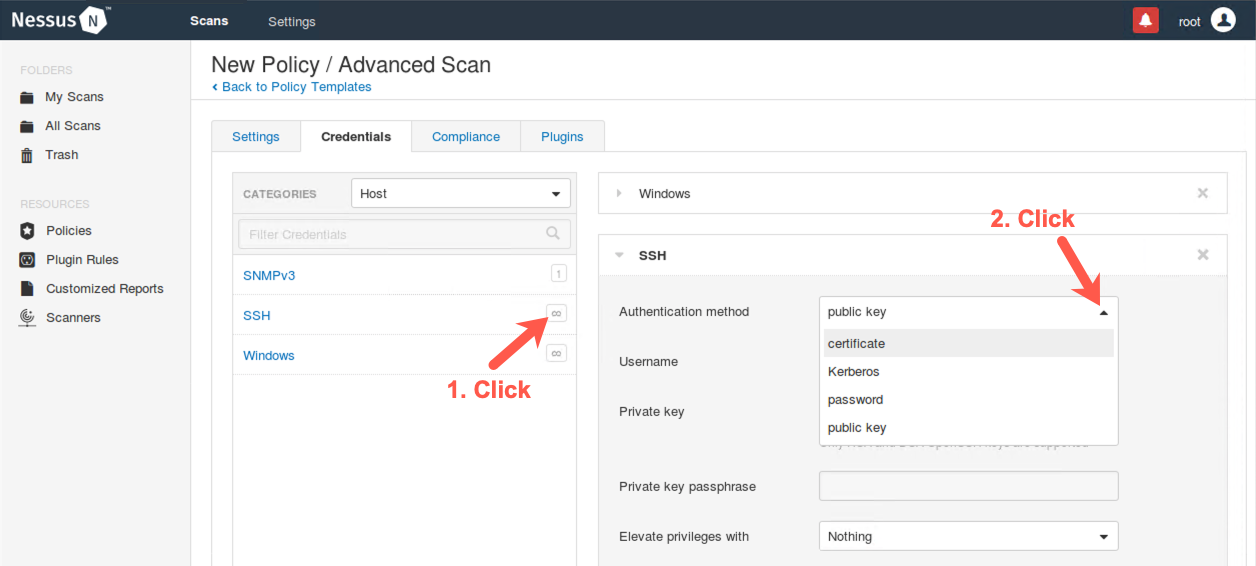 Nessus N ™
Scans
Settings
root
FOLDERS
My Scans
All Scans
Trash
RESOURCES
Policies
Plugin Rules
Customized Reports
Scanners
New Policy / Advanced Scan
Back to Policy Templates
Settings
Credentials
Compliance
Plugins
CATEGORIES
Host
Filter Credentials
SNMPv3
1
SSH
∞
Windows
∞
1. Click
Windows
2. Click
SSH
Authentication method
public key
certificate
Kerberos
password
public key
Username
Private key
Private key passphrase
Elevate privileges with
Nothing